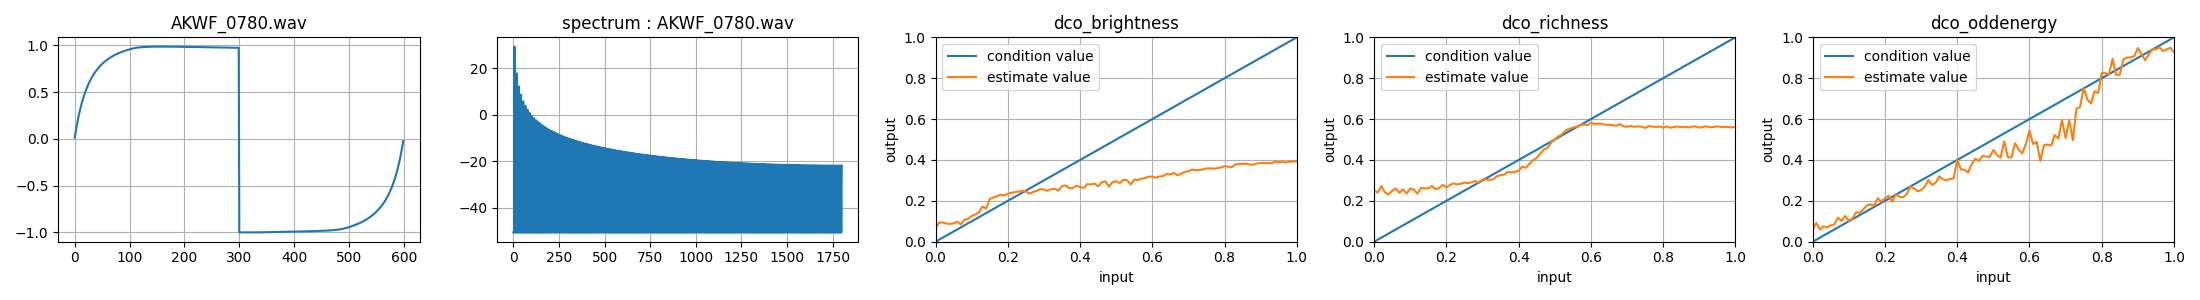 AKWF_0780.wav
1.0
0.5
0.0
−0.5
−1.0
0 100 200 300 400 500 600
spectrum : AKWF_0780.wav
20
0
−20
−40
0 250 500 750 1000 1250 1500 1750
dco_brightness
condition value
estimate value
output
1.0
0.8
0.6
0.4
0.2
0.0
0.0 0.2 0.4 0.6 0.8 1.0
input
dco_richness
condition value
estimate value
output
1.0
0.8
0.6
0.4
0.2
0.0
0.0 0.2 0.4 0.6 0.8 1.0
input
dco_oddenergy
condition value
estimate value
output
1.0
0.8
0.6
0.4
0.2
0.0
0.0 0.2 0.4 0.6 0.8 1.0
input